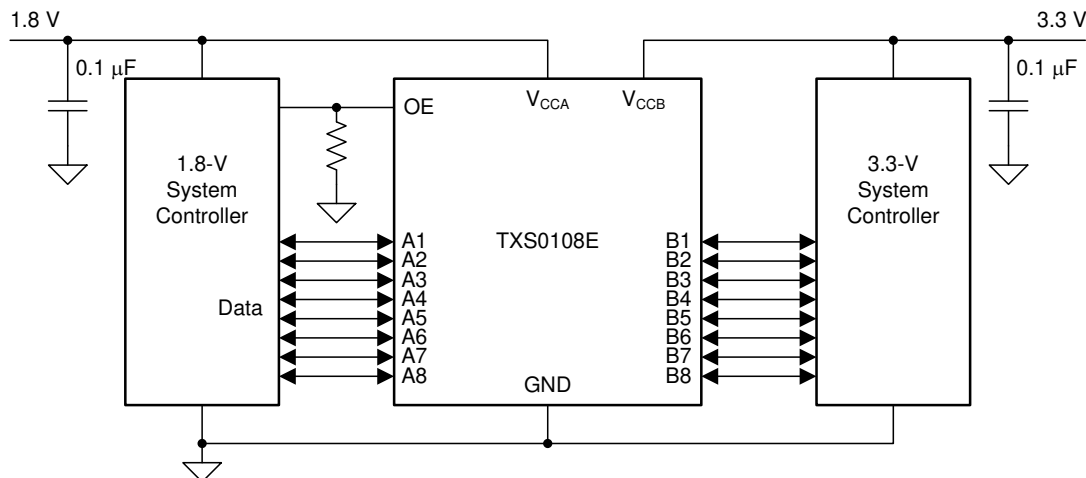 1.8 V
3.3 V
0.1 μF
0.1 μF
OE
VCCA
VCCB
1.8-V
System
Controller
3.3-V
System
Controller
TXS0108E
Data
A1
A2
A3
A4
A5
A6
A7
A8
B1
B2
B3
B4
B5
B6
B7
B8
GND